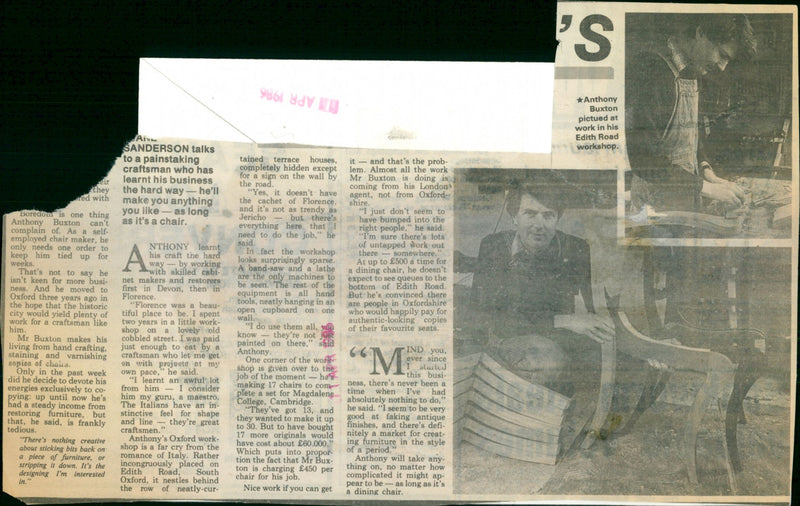 'S
★Anthony
Buxton
pictued at
work in his
Edith Road
workshop.
11 APR 1986
SANDERSON talks
to a painstaking
craftsman who has
learnt his business
the hard way — he'll
make you anything
you like — as long
as it's a chair.
they
with
Boredom is one thing
Anthony Buxton can't
complain of. As a self-
employed chair maker, he
only needs one order to
keep him tied up for
weeks.
That's not to say he
isn't keen for more busi-
ness. And he moved to
Oxford three years ago in
the hope that the historic
city would yield plenty of
work for a craftsman like
him.
Mr Buxton makes his
living from hand crafting,
staining and varnishing
copies of chairs.
Only in the past week
did he decide to devote his
energies exclusively to co-
pying: up until now he's
had a steady income from
restoring furniture, but
that, he said, is frankly
tedious.
"There's nothing creative
about sticking bits back on
a piece of furniture, or
stripping it down. It's the
designing I'm interested
in."
ANTHONY learnt
his craft the hard
way — by working
with skilled cabi-
net makers and restorers
first in Devon, then in
Florence.
"Florence was a beau-
tiful place to be. I spent
two years in a little work-
shop on a lovely old
cobbled street. I was paid
just enough to eat by a
craftsman who let me get
on with projects at my
own pace," he said.
"I learnt an awful lot
from him — I consider
him my guru, a maestro.
The Italians have an in-
stinctive feel for shape
and line — they're great
craftsmen."
Anthony's Oxford work-
shop is a far cry from the
romance of Italy. Rather
incongruously placed on
Edith Road, South
Oxford, it nestles behind
the row of neatly-cur-
tained terrace houses,
completely hidden except
for a sign on the wall by
the road.
"Yes, it doesn't have
the cachet of Florence,
and it's not as trendy as
Jericho — but there's
everything here that I
need to do the job," he
said.
In fact the workshop
looks surprisingly sparse.
A band-saw and a lathe
are the only machines to
be seen. The rest of the
equipment is all hand
tools, neatly hanging in an
open cupboard on one
wall.
"I do use them all,
know — they're not
painted on there," said
Anthony.
One corner of the work-
shop is given over to the
job of the moment —
making 17 chairs to com-
plete a set for Magdalene
College, Cambridge.
"They've got 13, and
they wanted to make it up
to 30. But to have bought
17 more originals would
have cost about £60,000."
Which puts into propor-
tion the fact that Mr Bux-
ton is charging £450 per
chair for his job.
Nice work if you can get
it — and that's the prob-
lem. Almost all the work
Mr Buxton is doing is
coming from his London
agent, not from Oxford-
shire.
"I just don't seem to
have bumped into the
right people," he said.
"I'm sure there's lots
of untapped work out
there — somewhere."
At up to £500 a time for
a dining chair, he doesn't
expect to see queues to the
bottom of Edith Road.
But he's convinced there
are people in Oxfordshire
who would happily pay for
authentic-looking copies
of their favourite seats.
"MIND you,
ever since
I started
this busi-
ness, there's never been a
time when I've had
absolutely nothing to do,"
he said. "I seem to be very
good at faking antique
finishes, and there's defi-
nitely a market for creat-
ing furniture in the style
of a period."
Anthony will take any-
thing on, no matter how
complicated it might ap-
pear to be — as long as it's
a dining chair.